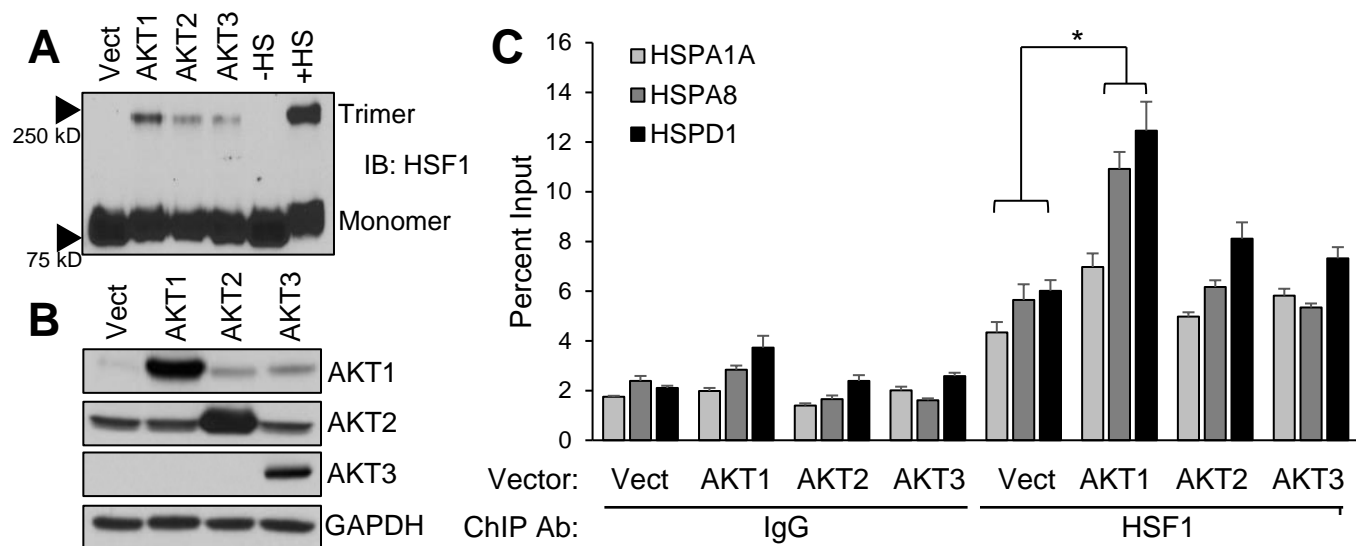 A
Vect
AKT1
AKT2
AKT3
-HS
+HS
250 kD
75 kD
Trimer
IB: HSF1
Monomer
B
Vect
AKT1
AKT2
AKT3
AKT1
AKT2
AKT3
GAPDH
C
Percent Input
16
14
12
10
8
6
4
2
0
HSPA1A
HSPA8
HSPD1
*
Vector: Vect AKT1 AKT2 AKT3 Vect AKT1 AKT2 AKT3
ChIP Ab: IgG HSF1